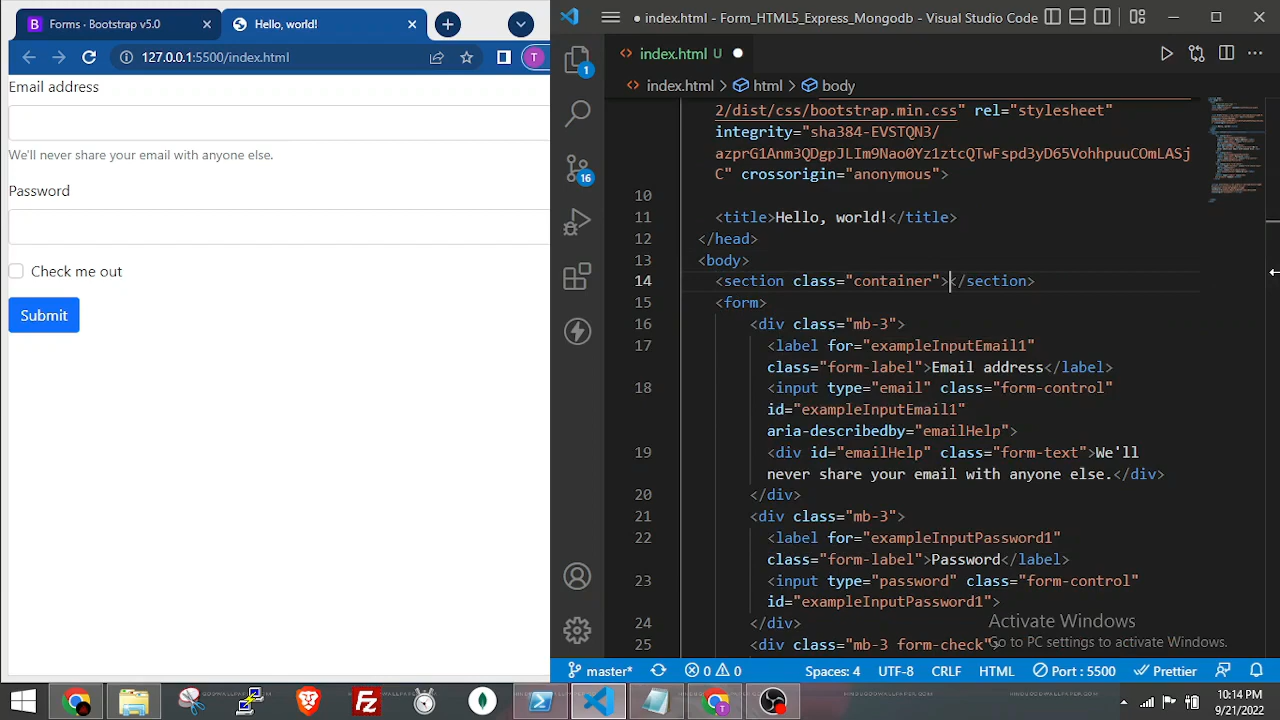 Forms · Bootstrap v5.0
Hello, world!
127.0.0.1:5500/index.html
T
Email address
We'll never share your email with anyone else.
Password
Check me out
Submit
index.html - Form_HTML5_Express_Mongodb - Visual Studio Code
index.html U
index.html > html > body
1
16
2/dist/css/bootstrap.min.css" rel="stylesheet"
integrity="sha384-EVSTQN3/
azprG1Anm3QDgpJLIm9Nao0Yz1ztcQTwFspd3yD65VohhpuuCOmLASj
C" crossorigin="anonymous">
10
11 <title>Hello, world!</title>
12 </head>
13 <body>
14 <section class="container"></section>
15 <form>
16 <div class="mb-3">
17 <label for="exampleInputEmail1"
class="form-label">Email address</label>
18 <input type="email" class="form-control"
id="exampleInputEmail1"
aria-describedby="emailHelp">
19 <div id="emailHelp" class="form-text">We'll
never share your email with anyone else.</div>
20 </div>
21 <div class="mb-3">
22 <label for="exampleInputPassword1"
class="form-label">Password</label>
23 <input type="password" class="form-control"
id="exampleInputPassword1">
24 </div>
25 <div class="mb-3 form-check">
Activate Windows
Go to PC settings to activate Windows.
master* 0 0 Spaces: 4 UTF-8 CRLF HTML Port : 5500 Prettier
10:14 PM
9/21/2022